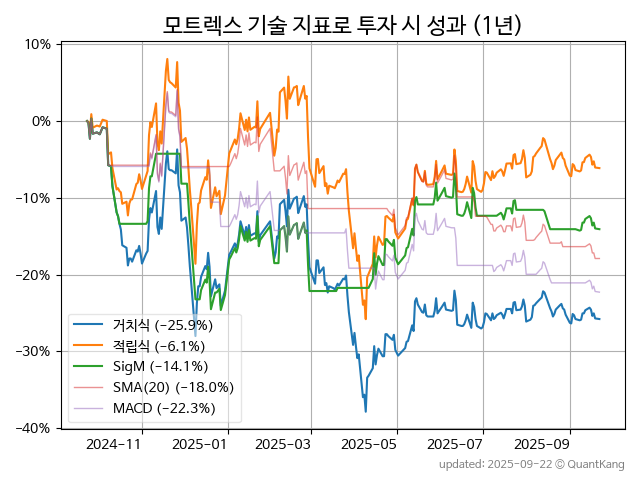 모트렉스 기술 지표로 투자 시 성과 (1년)
10%
0%
−10%
−20%
−30%
−40%
거치식 (−25.9%)
적립식 (−6.1%)
SigM (−14.1%)
SMA(20) (−18.0%)
MACD (−22.3%)
2024-11 2025-01 2025-03 2025-05 2025-07 2025-09
updated: 2025-09-22 ⓒ QuantKang